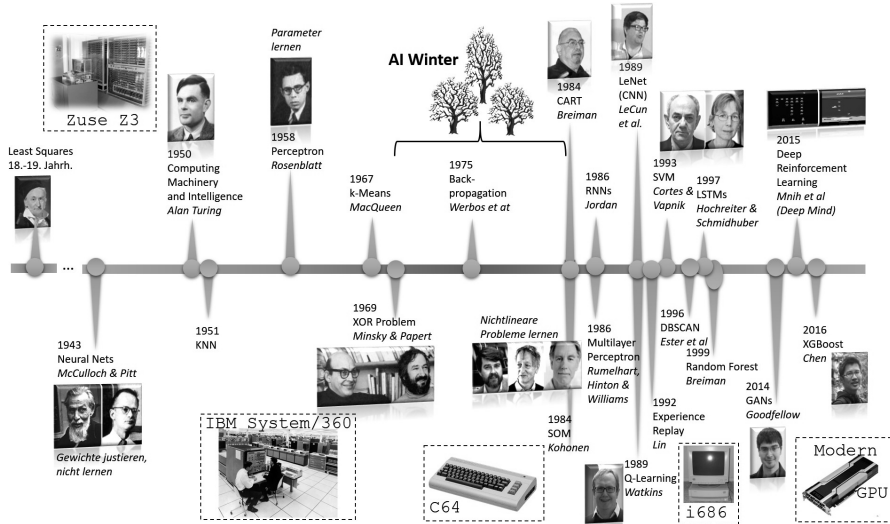 Zuse Z3
Least Squares
18.-19. Jahrh.
...
1943
Neural Nets
McCulloch & Pitt
Gewichte justieren,
nicht lernen
1950
Computing
Machinery
and Intelligence
Alan Turing
1951
KNN
Parameter
lernen
1958
Perceptron
Rosenblatt
IBM System/360
1967
k-Means
MacQueen
1969
XOR Problem
Minsky & Papert
AI Winter
1975
Back-
propagation
Werbos et at
Nichtlineare
Probleme lernen
C64
1984
CART
Breiman
1984
SOM
Kohonen
1986
RNNs
Jordan
1986
Multilayer
Perceptron
Rumelhart,
Hinton &
Williams
1989
LeNet
(CNN)
LeCun
et al.
1989
Q-Learning
Watkins
1992
Experience
Replay
Lin
1993
SVM
Cortes &
Vapnik
1996
DBSCAN
Ester et al
i686
1997
LSTMs
Hochreiter &
Schmidhuber
1999
Random Forest
Breiman
2014
GANs
Goodfellow
2015
Deep
Reinforcement
Learning
Mnih et al
(Deep Mind)
2016
XGBoost
Chen
Modern
GPU